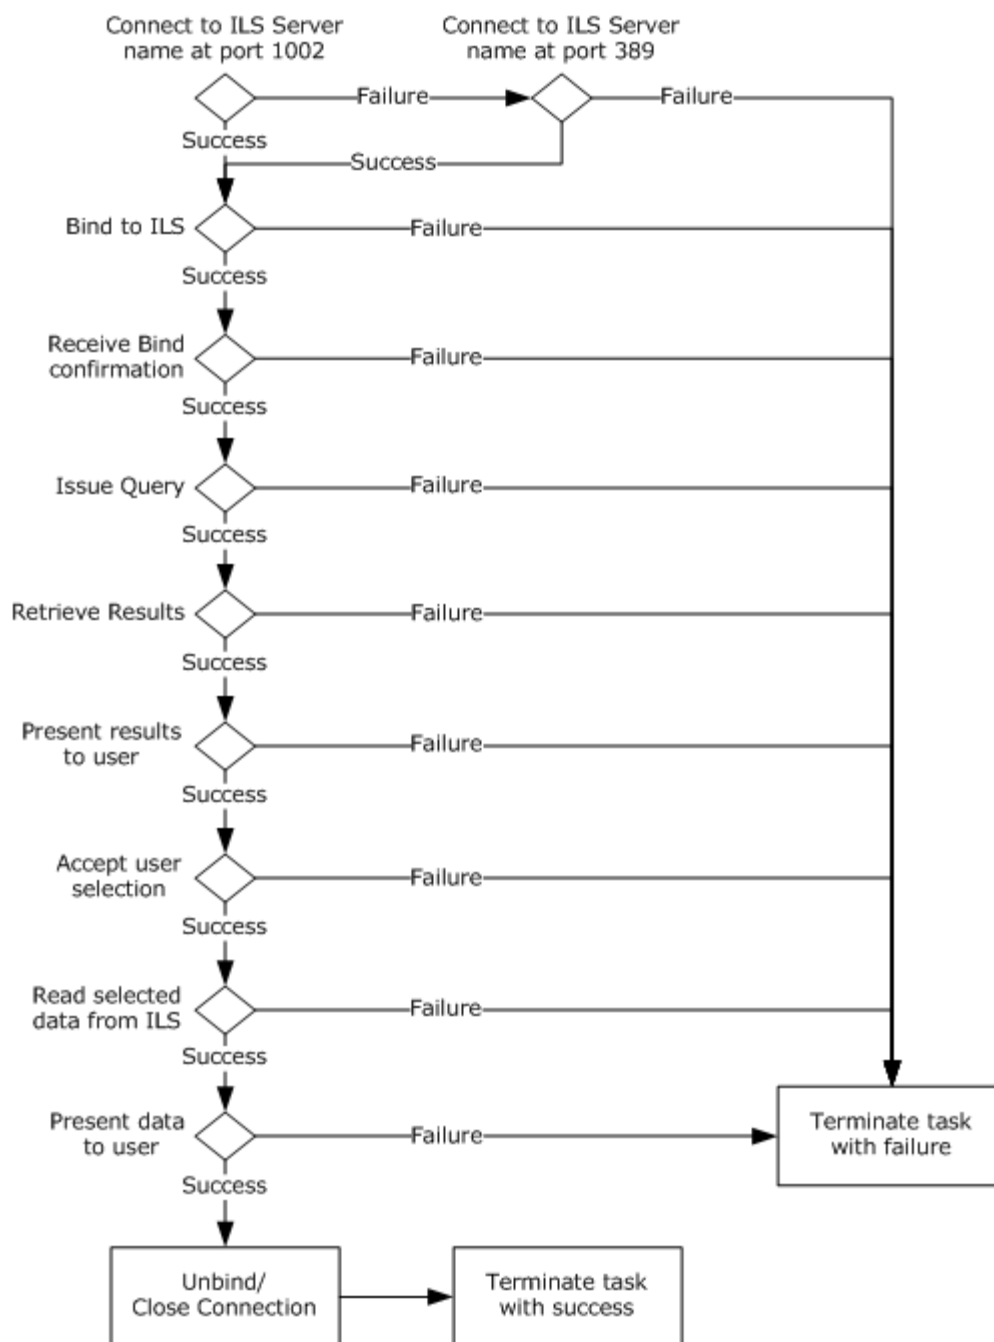 Connect to ILS Server
name at port 1002
Connect to ILS Server
name at port 389
Failure
Failure
Success
Success
Bind to ILS
Failure
Success
Receive Bind
confirmation
Failure
Success
Issue Query
Failure
Success
Retrieve Results
Failure
Success
Present results
to user
Failure
Success
Accept user
selection
Failure
Success
Read selected
data from ILS
Failure
Success
Present data
to user
Failure
Terminate task
with failure
Success
Unbind/
Close Connection
Terminate task
with success